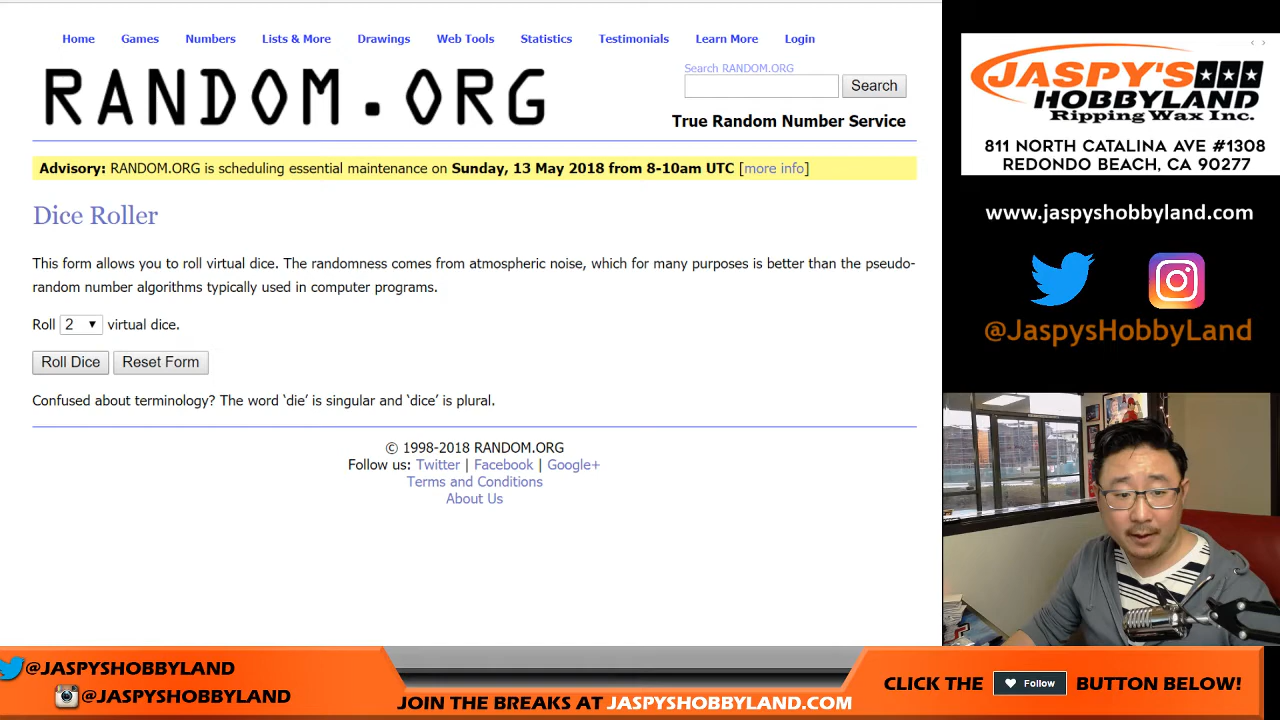 Home Games Numbers Lists & More Drawings Web Tools Statistics Testimonials Learn More Login
RANDOM.ORG
Search RANDOM.ORG
Search
True Random Number Service
Advisory: RANDOM.ORG is scheduling essential maintenance on Sunday, 13 May 2018 from 8-10am UTC [more info]
Dice Roller
This form allows you to roll virtual dice. The randomness comes from atmospheric noise, which for many purposes is better than the pseudo-
random number algorithms typically used in computer programs.
Roll 2 virtual dice.
Roll Dice Reset Form
Confused about terminology? The word ‘die’ is singular and ‘dice’ is plural.
© 1998-2018 RANDOM.ORG
Follow us: Twitter | Facebook | Google+
Terms and Conditions
About Us
JASPY'S
HOBBYLAND
Ripping Wax Inc.
811 NORTH CATALINA AVE #1308
REDONDO BEACH, CA 90277
www.jaspyshobbyland.com
@JaspysHobbyLand
@JASPYSHOBBYLAND
@JASPYSHOBBYLAND
JOIN THE BREAKS AT JASPYSHOBBYLAND.COM
CLICK THE Follow BUTTON BELOW!